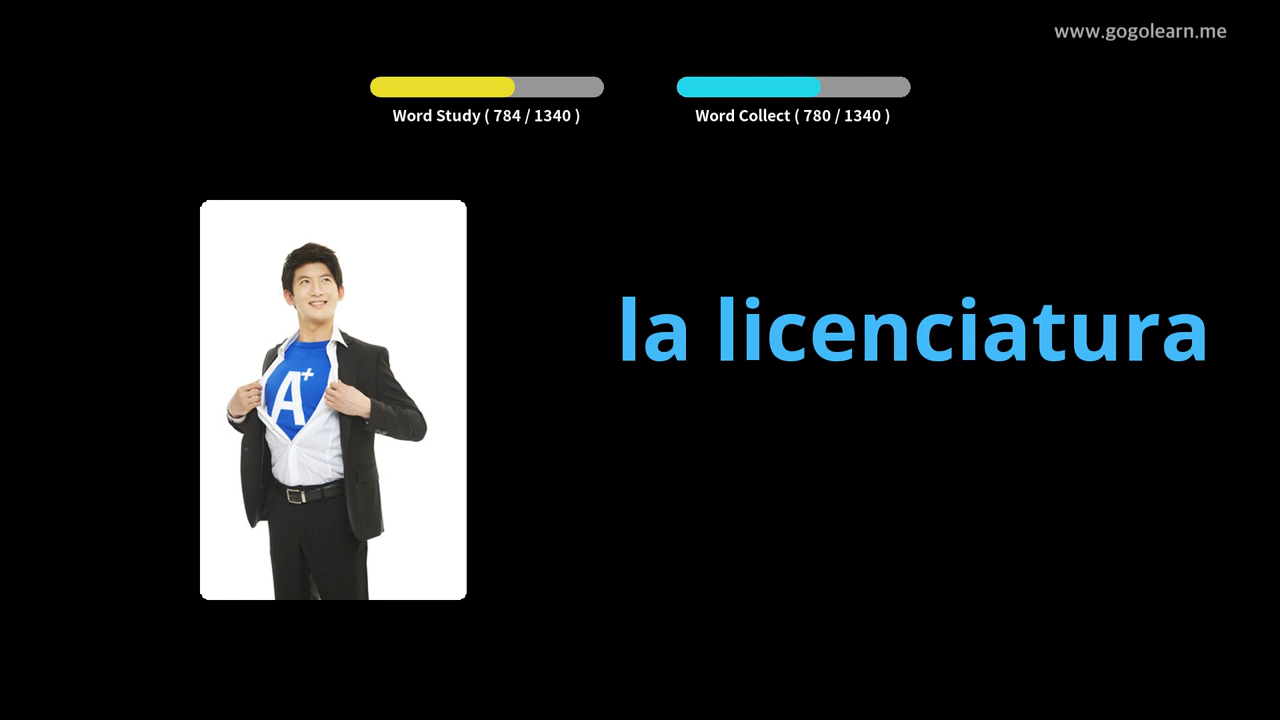 www.gogolearn.me
Word Study ( 784 / 1340 )
Word Collect ( 780 / 1340 )
A+
la licenciatura